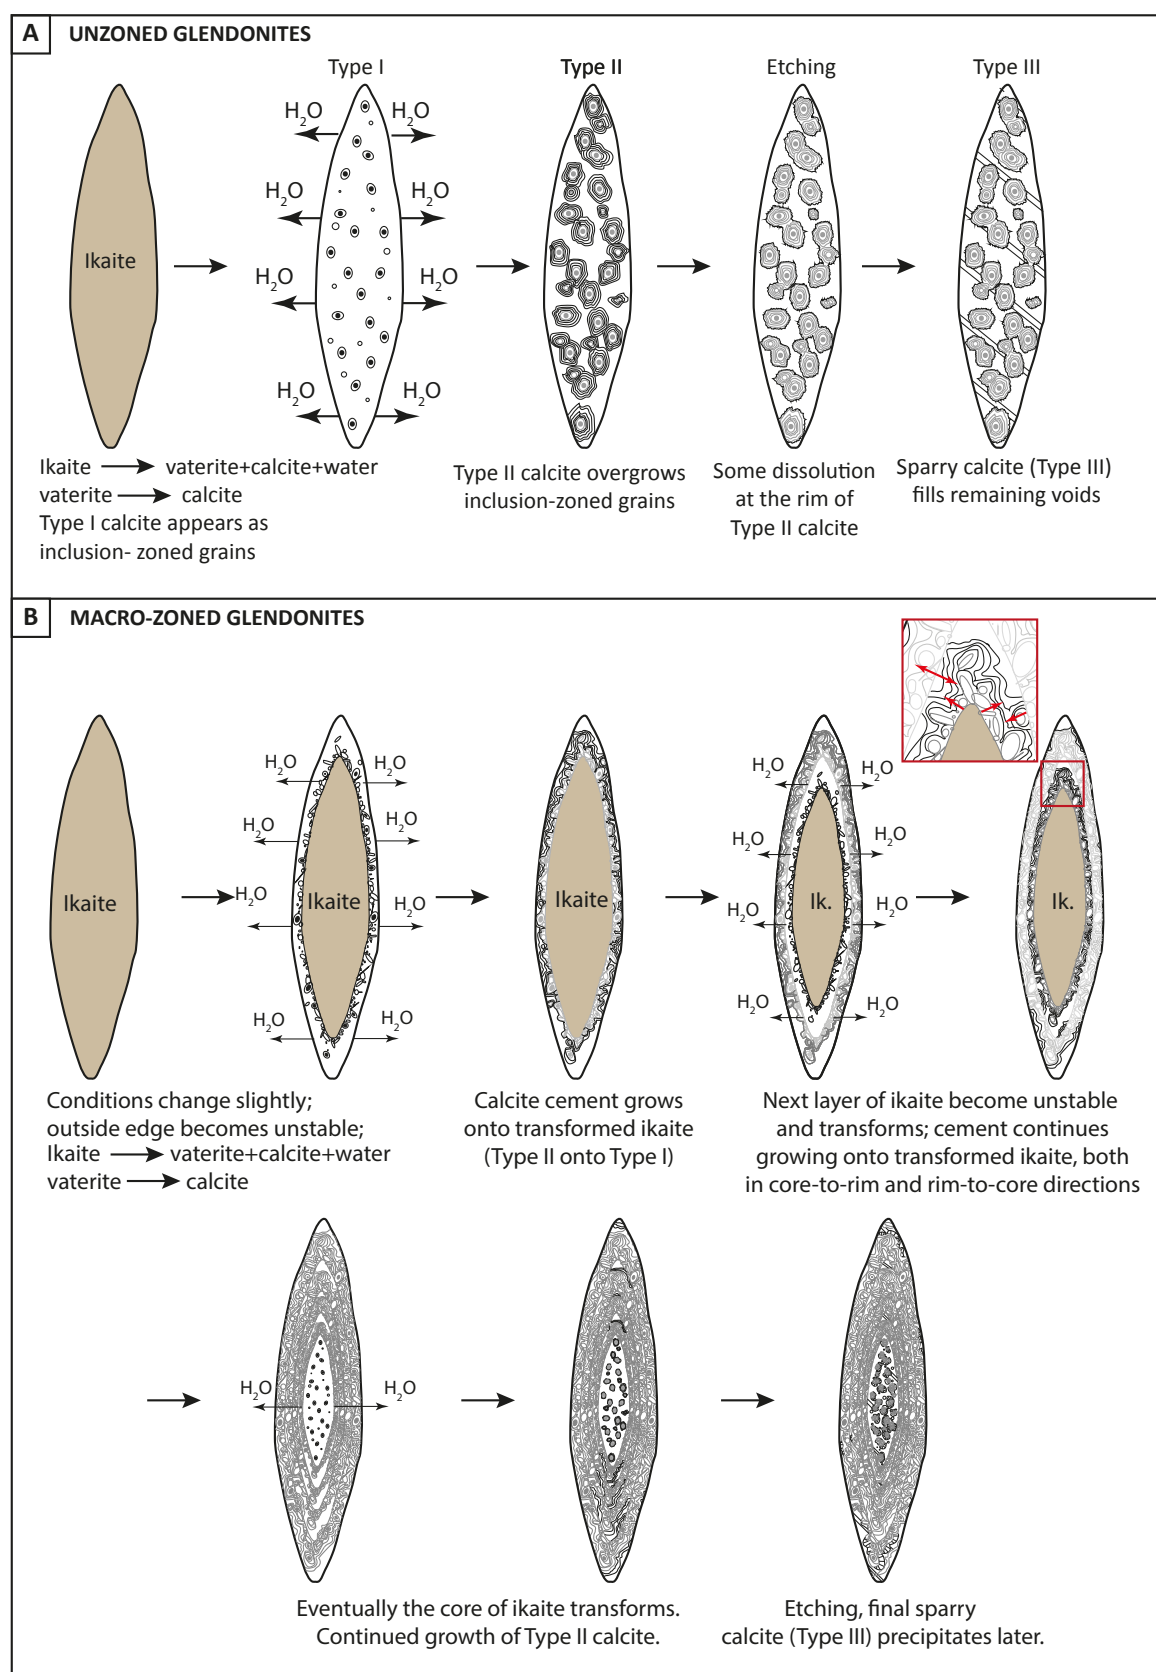 A UNZONED GLENDONITES
Type I
Type II
Etching
Type III
H2O
H2O
H2O
H2O
H2O
H2O
H2O
H2O
Ikaite
Ikaite → vaterite+calcite+water
vaterite → calcite
Type I calcite appears as
inclusion- zoned grains
Type II calcite overgrows
inclusion-zoned grains
Some dissolution
at the rim of
Type II calcite
Sparry calcite (Type III)
fills remaining voids
B MACRO-ZONED GLENDONITES
Ikaite
H2O
H2O
H2O
H2O
H2O
H2O
H2O
H2O
Ikaite
Ikaite
H2O
H2O
H2O
H2O
H2O
H2O
H2O
H2O
Ik.
Ik.
Conditions change slightly;
outside edge becomes unstable;
Ikaite → vaterite+calcite+water
vaterite → calcite
Calcite cement grows
onto transformed ikaite
(Type II onto Type I)
Next layer of ikaite become unstable
and transforms; cement continues
growing onto transformed ikaite, both
in core-to-rim and rim-to-core directions
H2O
H2O
Eventually the core of ikaite transforms.
Continued growth of Type II calcite.
Etching, final sparry
calcite (Type III) precipitates later.